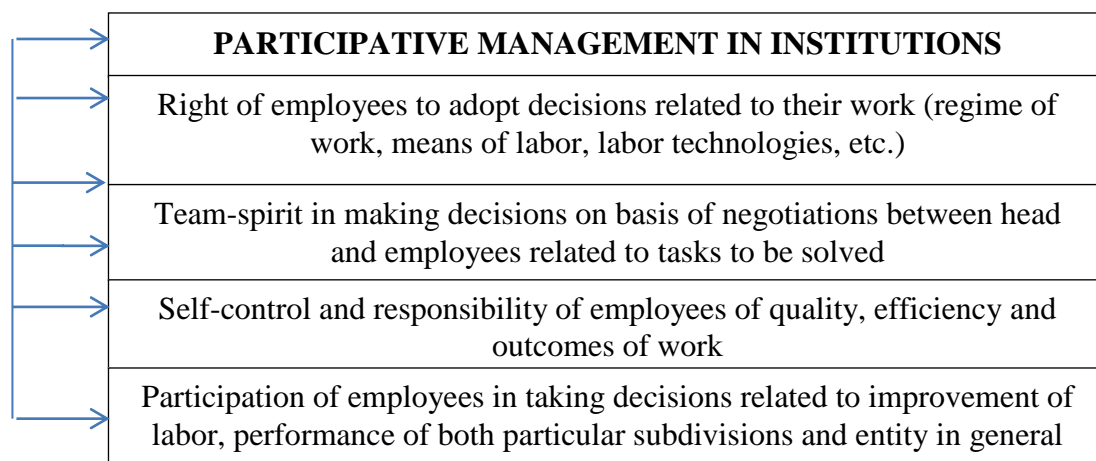 PARTICIPATIVE MANAGEMENT IN INSTITUTIONS
Right of employees to adopt decisions related to their work (regime of
work, means of labor, labor technologies, etc.)
Team-spirit in making decisions on basis of negotiations between head
and employees related to tasks to be solved
Self-control and responsibility of employees of quality, efficiency and
outcomes of work
Participation of employees in taking decisions related to improvement of
labor, performance of both particular subdivisions and entity in general